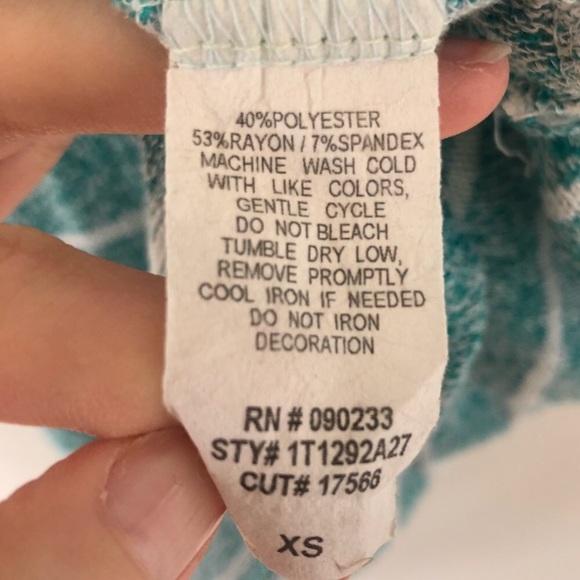 40%POLYESTER
53%RAYON / 7%SPANDEX
MACHINE WASH COLD
WITH LIKE COLORS,
GENTLE CYCLE
DO NOT BLEACH
TUMBLE DRY LOW,
REMOVE PROMPTLY
COOL IRON IF NEEDED
DO NOT IRON
DECORATION
RN # 090233
STY# 1T1292A27
CUT# 17566
XS